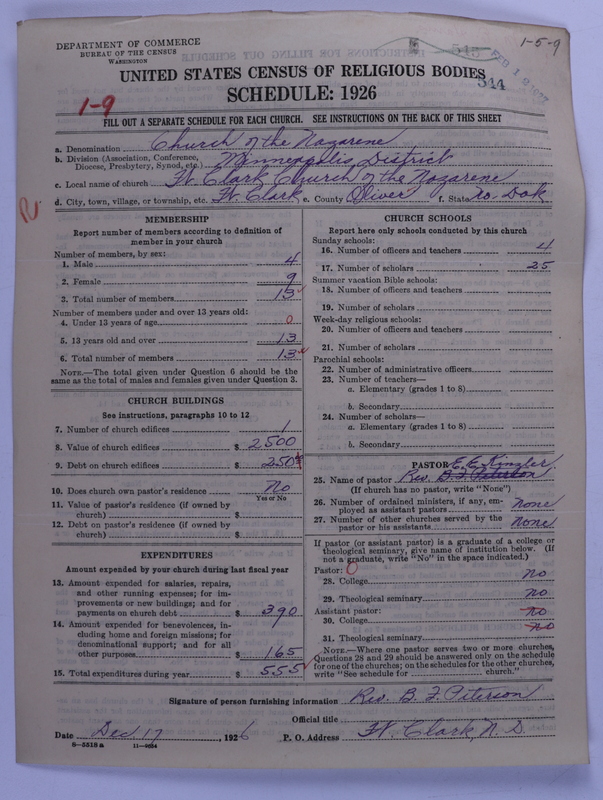 DEPARTMENT OF COMMERCE
BUREAU OF THE CENSUS
WASHINGTON
545
544
1-5-9
UNITED STATES CENSUS OF RELIGIOUS BODIES
SCHEDULE: 1926
1-9
FILL OUT A SEPARATE SCHEDULE FOR EACH CHURCH. SEE INSTRUCTIONS ON THE BACK OF THIS SHEET
a. Denomination Church of the Nazarene
b. Division (Association, Conference, Diocese, Presbytery, Synod, etc.) Minneapolis District
c. Local name of church Ft. Clark Church of the Nazarene
d. City, town, village, or township, etc. Ft. Clark e. County Oliver f. State No. Dak
MEMBERSHIP
Report number of members according to definition of
member in your church
Number of members, by sex:
1. Male 4
2. Female 9
3. Total number of members 13
Number of members under and over 13 years old:
4. Under 13 years of age 0
5. 13 years old and over 13
6. Total number of members 13
NOTE.—The total given under Question 6 should be
same as the total of males and females given under Question 3.
CHURCH BUILDINGS
See instructions, paragraphs 10 to 12
7. Number of church edifices 1
8. Value of church edifices $ 2500
9. Debt on church edifices $
10. Does church own pastor's residence No
Yes or No
11. Value of pastor's residence (if owned by
church) $
12. Debt on pastor's residence (if owned by
church) $
EXPENDITURES
Amount expended by your church during last fiscal year
13. Amount expended for salaries, repairs,
and other running expenses; for im-
provements or new buildings; and for
payments on church debt $ 390
14. Amount expended for benevolences, in-
cluding home and foreign missions; for
denominational support; and for all
other purposes $ 165
15. Total expenditures during year $ 555
CHURCH SCHOOLS
Report here only schools conducted by this church
Sunday schools:
16. Number of officers and teachers 4
17. Number of scholars 25
Summer vacation Bible schools:
18. Number of officers and teachers
19. Number of scholars
Week-day religious schools:
20. Number of officers and teachers
21. Number of scholars
Parochial schools:
22. Number of administrative officers
23. Number of teachers—
a. Elementary (grades 1 to 8)
b. Secondary
24. Number of scholars—
a. Elementary (grades 1 to 8)
b. Secondary
PASTOR E. E. Kinzler
25. Name of pastor Rev. B. F. Peterson
(If church has no pastor, write "None")
26. Number of ordained ministers, if any, em-
ployed as assistant pastors None
27. Number of other churches served by the
pastor or his assistants None
If pastor (or assistant pastor) is a graduate of a college or
theological seminary, give name of institution below. (If
not a graduate, write "No" in the space indicated.)
Pastor: 0
28. College no
29. Theological seminary no
Assistant pastor:
30. College no
31. Theological seminary no
NOTE.—Where one pastor serves two or more churches,
Questions 28 and 29 should be answered only on the schedule
for one of the churches; on the schedules for the other churches,
write "See schedule for church."
Signature of person furnishing information Rev. B. F. Peterson
Official title
Date Dec 17, 1926 P. O. Address Ft. Clark, N. D.
8—5518a 11—9634